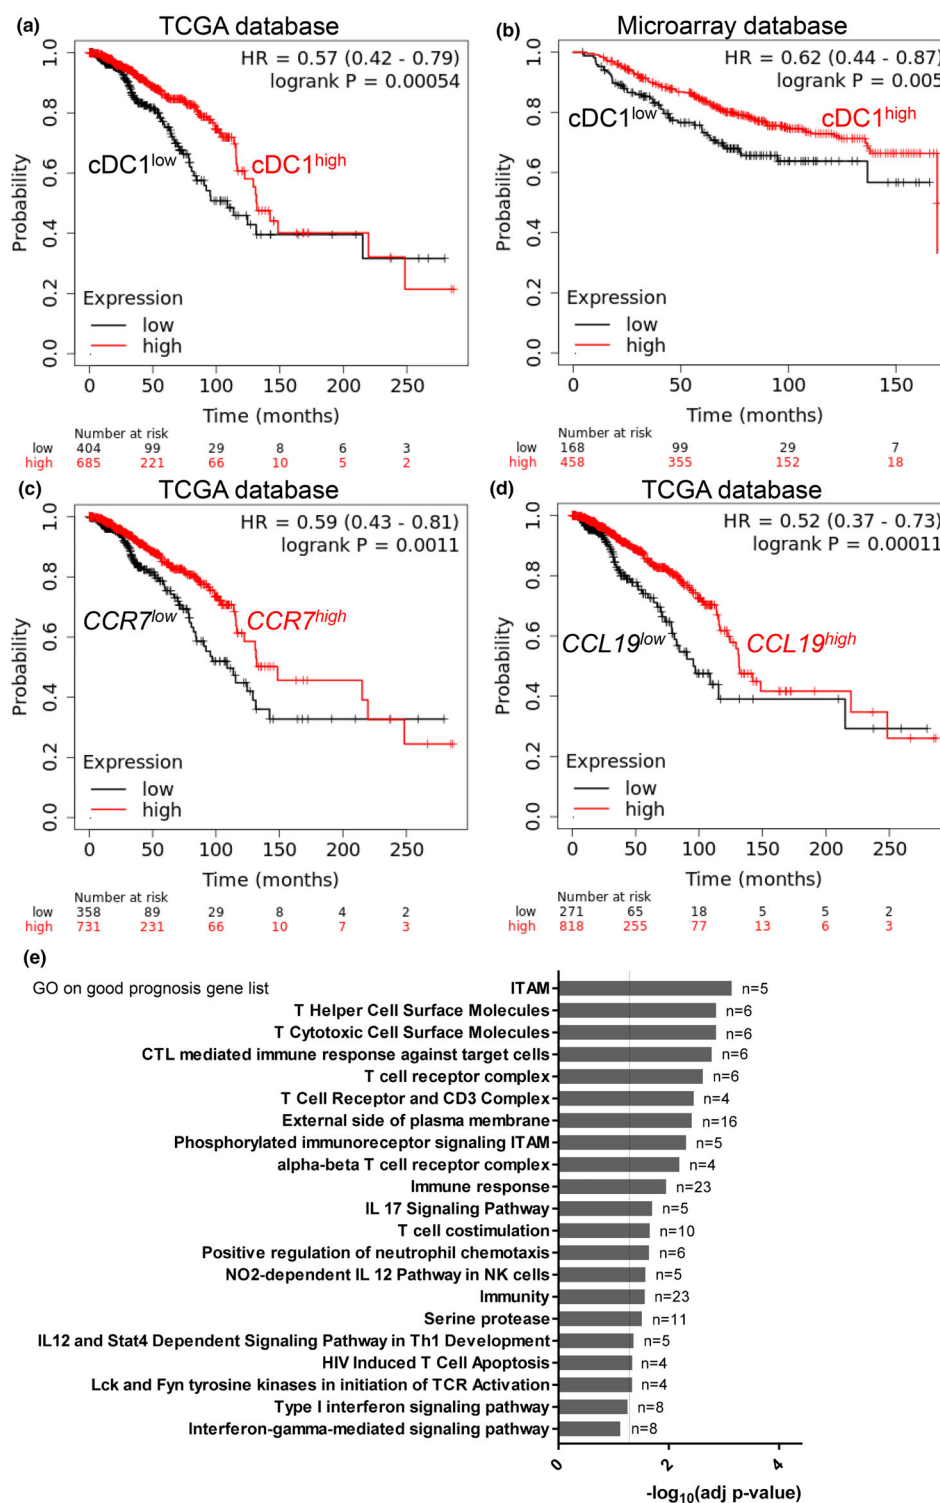 (a) TCGA database
HR = 0.57 (0.42 - 0.79)
logrank P = 0.00054
cDC1low
cDC1high
Probability
1.0
0.8
0.6
0.4
0.2
0.0
Expression
low
high
0 50 100 150 200 250
Time (months)
Number at risk
low 404 99 29 8 6 3
high 685 221 66 10 5 2
(b) Microarray database
HR = 0.62 (0.44 - 0.87)
logrank P = 0.005
cDC1low
cDC1high
Probability
1.0
0.8
0.6
0.4
0.2
0.0
Expression
low
high
0 50 100 150
Time (months)
Number at risk
low 168 99 29 7
high 458 355 152 18
(c) TCGA database
HR = 0.59 (0.43 - 0.81)
logrank P = 0.0011
CCR7low
CCR7high
Probability
1.0
0.8
0.6
0.4
0.2
0.0
Expression
low
high
0 50 100 150 200 250
Time (months)
Number at risk
low 358 89 29 8 4 2
high 731 231 66 10 7 3
(d) TCGA database
HR = 0.52 (0.37 - 0.73)
logrank P = 0.00011
CCL19low
CCL19high
Probability
1.0
0.8
0.6
0.4
0.2
0.0
Expression
low
high
0 50 100 150 200 250
Time (months)
Number at risk
low 271 65 18 5 5 2
high 818 255 77 13 6 3
(e)
GO on good prognosis gene list
ITAM n=5
T Helper Cell Surface Molecules n=6
T Cytotoxic Cell Surface Molecules n=6
CTL mediated immune response against target cells n=6
T cell receptor complex n=6
T Cell Receptor and CD3 Complex n=4
External side of plasma membrane n=16
Phosphorylated immunoreceptor signaling ITAM n=5
alpha-beta T cell receptor complex n=4
Immune response n=23
IL 17 Signaling Pathway n=5
T cell costimulation n=10
Positive regulation of neutrophil chemotaxis n=6
NO2-dependent IL 12 Pathway in NK cells n=5
Immunity n=23
Serine protease n=11
IL12 and Stat4 Dependent Signaling Pathway in Th1 Development n=5
HIV Induced T Cell Apoptosis n=4
Lck and Fyn tyrosine kinases in initiation of TCR Activation n=4
Type I interferon signaling pathway n=8
Interferon-gamma-mediated signaling pathway n=8
0 2 4
-log10(adj p-value)